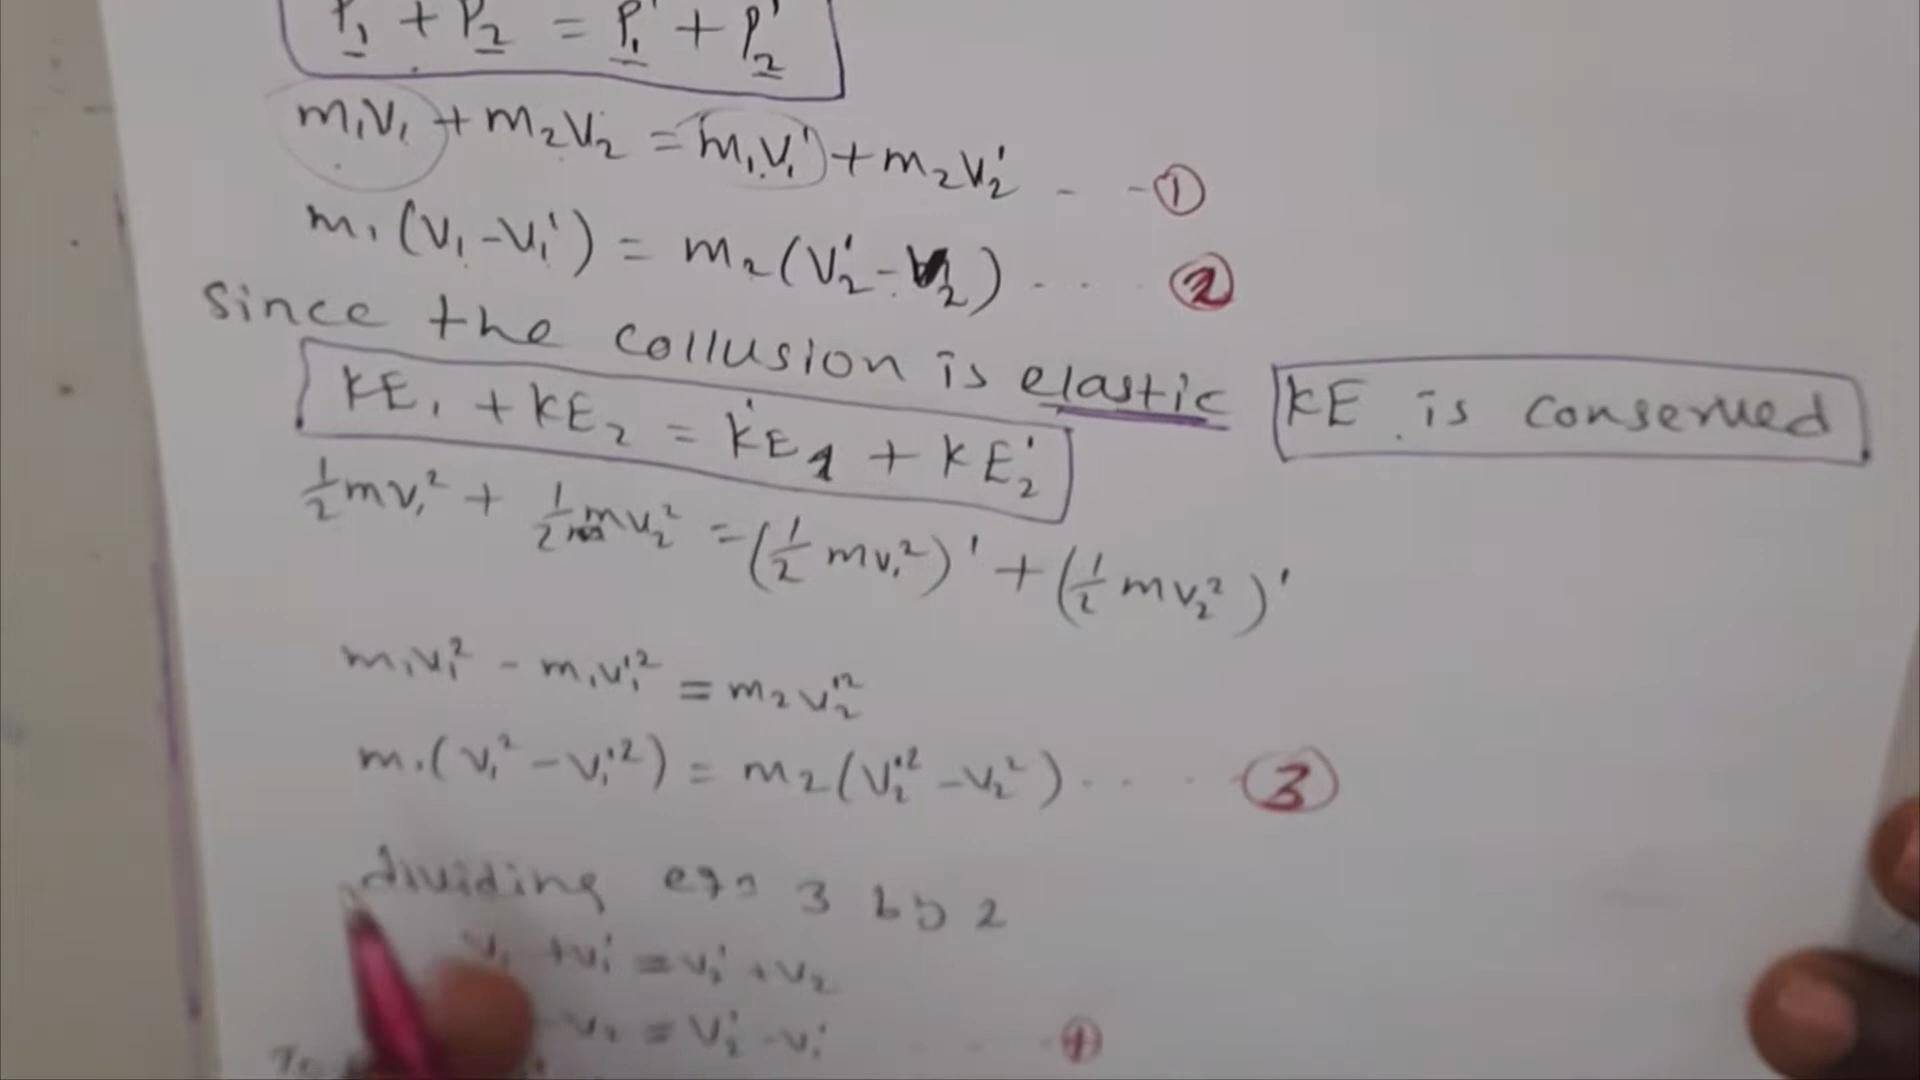 P₁ + P₂ = P₁' + P₂'
m₁v₁ + m₂v₂ = m₁v₁' + m₂v₂' - - ①
m₁(v₁ - v₁') = m₂(v₂' - v₂) . . . ②
Since the collusion is elastic KE is conserved
KE₁ + KE₂ = KE₁' + KE₂'
½mv₁² + ½mv₂² = (½mv₁²)' + (½mv₂²)'
m₁v₁² - m₁v₁'² = m₂v₂'²
m₁(v₁² - v₁'²) = m₂(v₂'² - v₂²) . . . ③
dividing eqn 3 by 2
v₁ + v₁' = v₂' + v₂
- v₂ = v₂' - v₁'